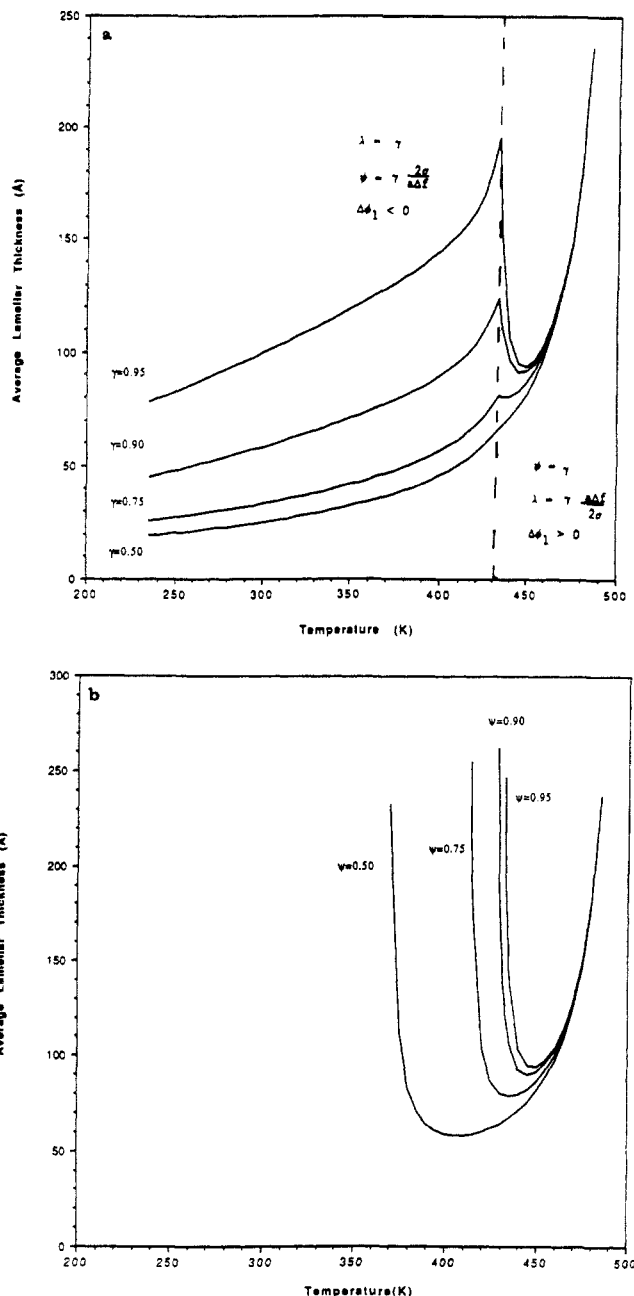 a
250
200
150
100
50
0
Average Lamellar Thickness (Å)
λ = γ
ψ = γ 2σ/aΔf
Δϕ1 < 0
γ=0.95
γ=0.90
γ=0.75
γ=0.50
ψ = γ
λ = γ aΔf/2σ
Δϕ1 > 0
200 250 300 350 400 450 500
Temperature (K)
b
300
250
200
150
100
50
0
Average Lamellar Thickness (Å)
ψ=0.90
ψ=0.95
ψ=0.75
ψ=0.50
200 250 300 350 400 450 500
Temperature(K)